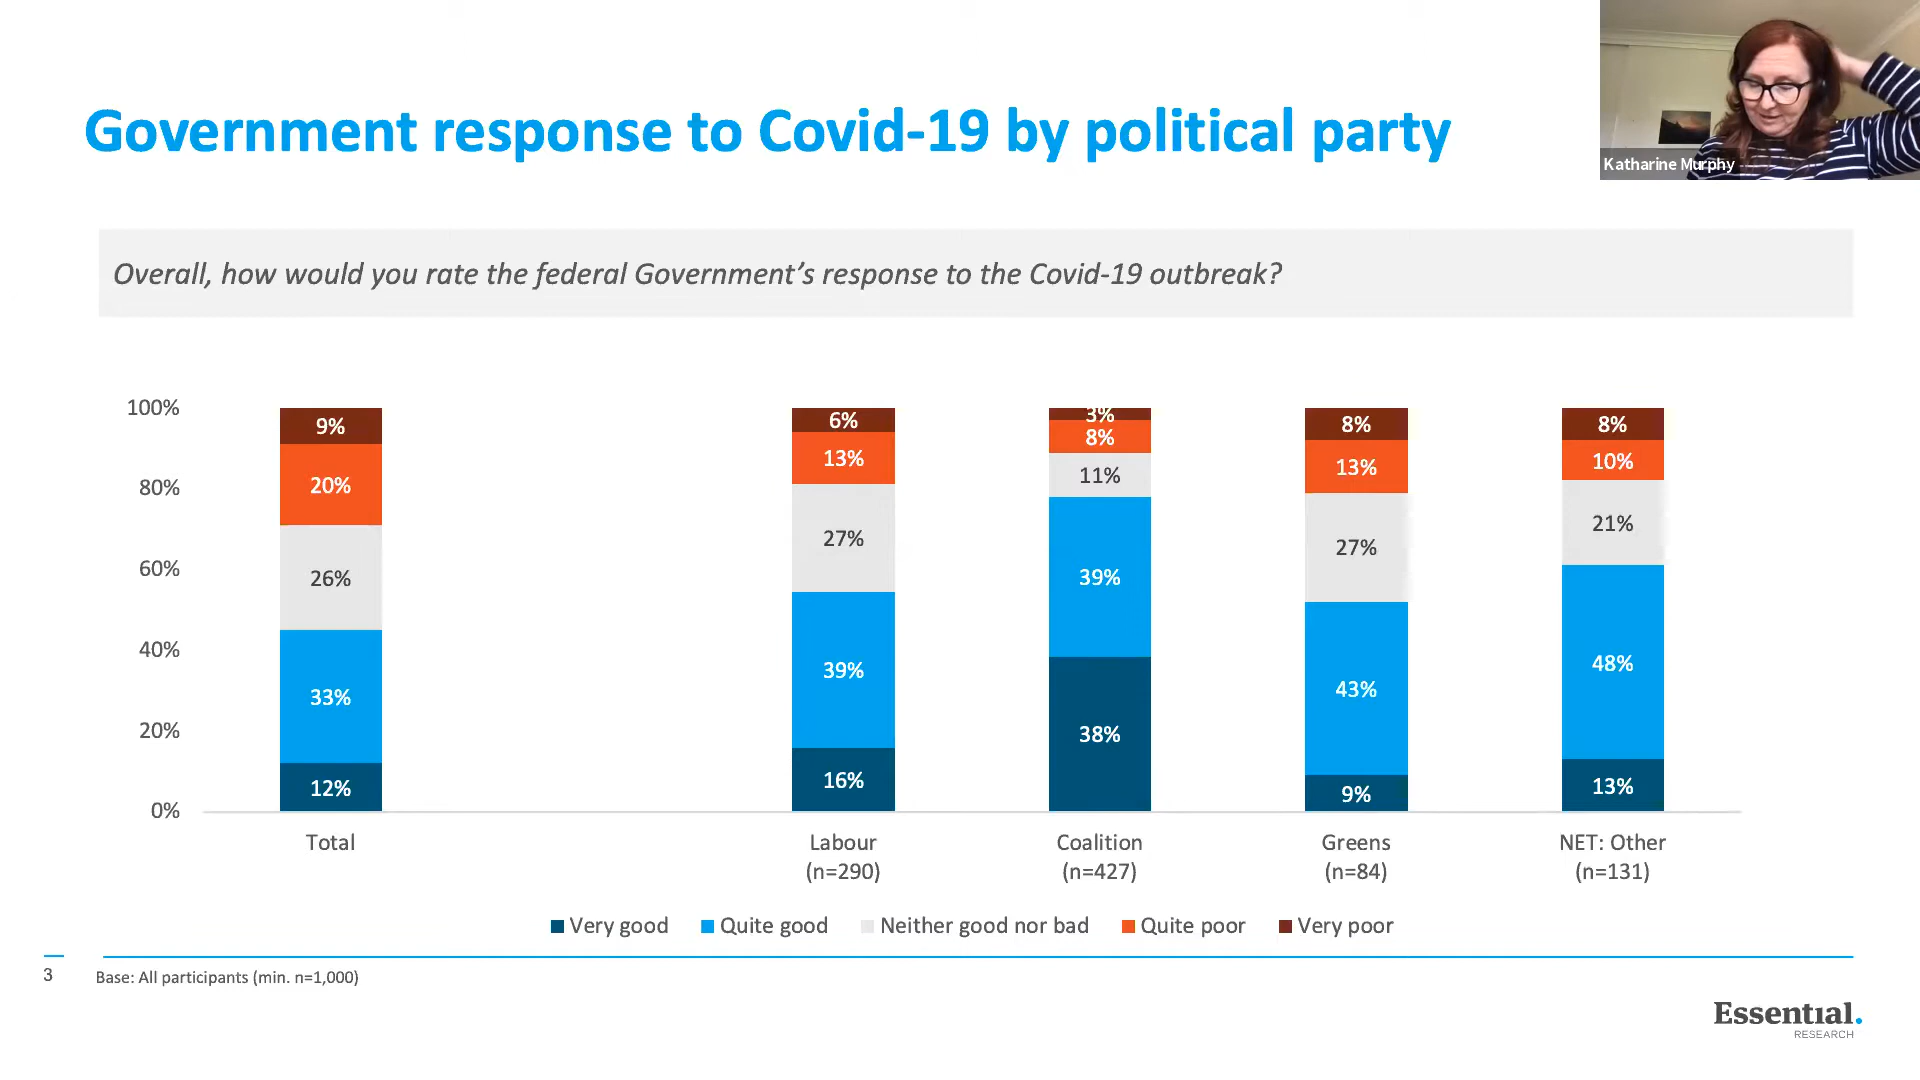 Government response to Covid-19 by political party
Katharine Murphy
Overall, how would you rate the federal Government's response to the Covid-19 outbreak?
100%
80%
60%
40%
20%
0%
9%
20%
26%
33%
12%
6%
13%
27%
39%
16%
3%
8%
11%
39%
38%
8%
13%
27%
43%
9%
8%
10%
21%
48%
13%
Total
Labour
(n=290)
Coalition
(n=427)
Greens
(n=84)
NET: Other
(n=131)
Very good
Quite good
Neither good nor bad
Quite poor
Very poor
3
Base: All participants (min. n=1,000)
Essential.
RESEARCH